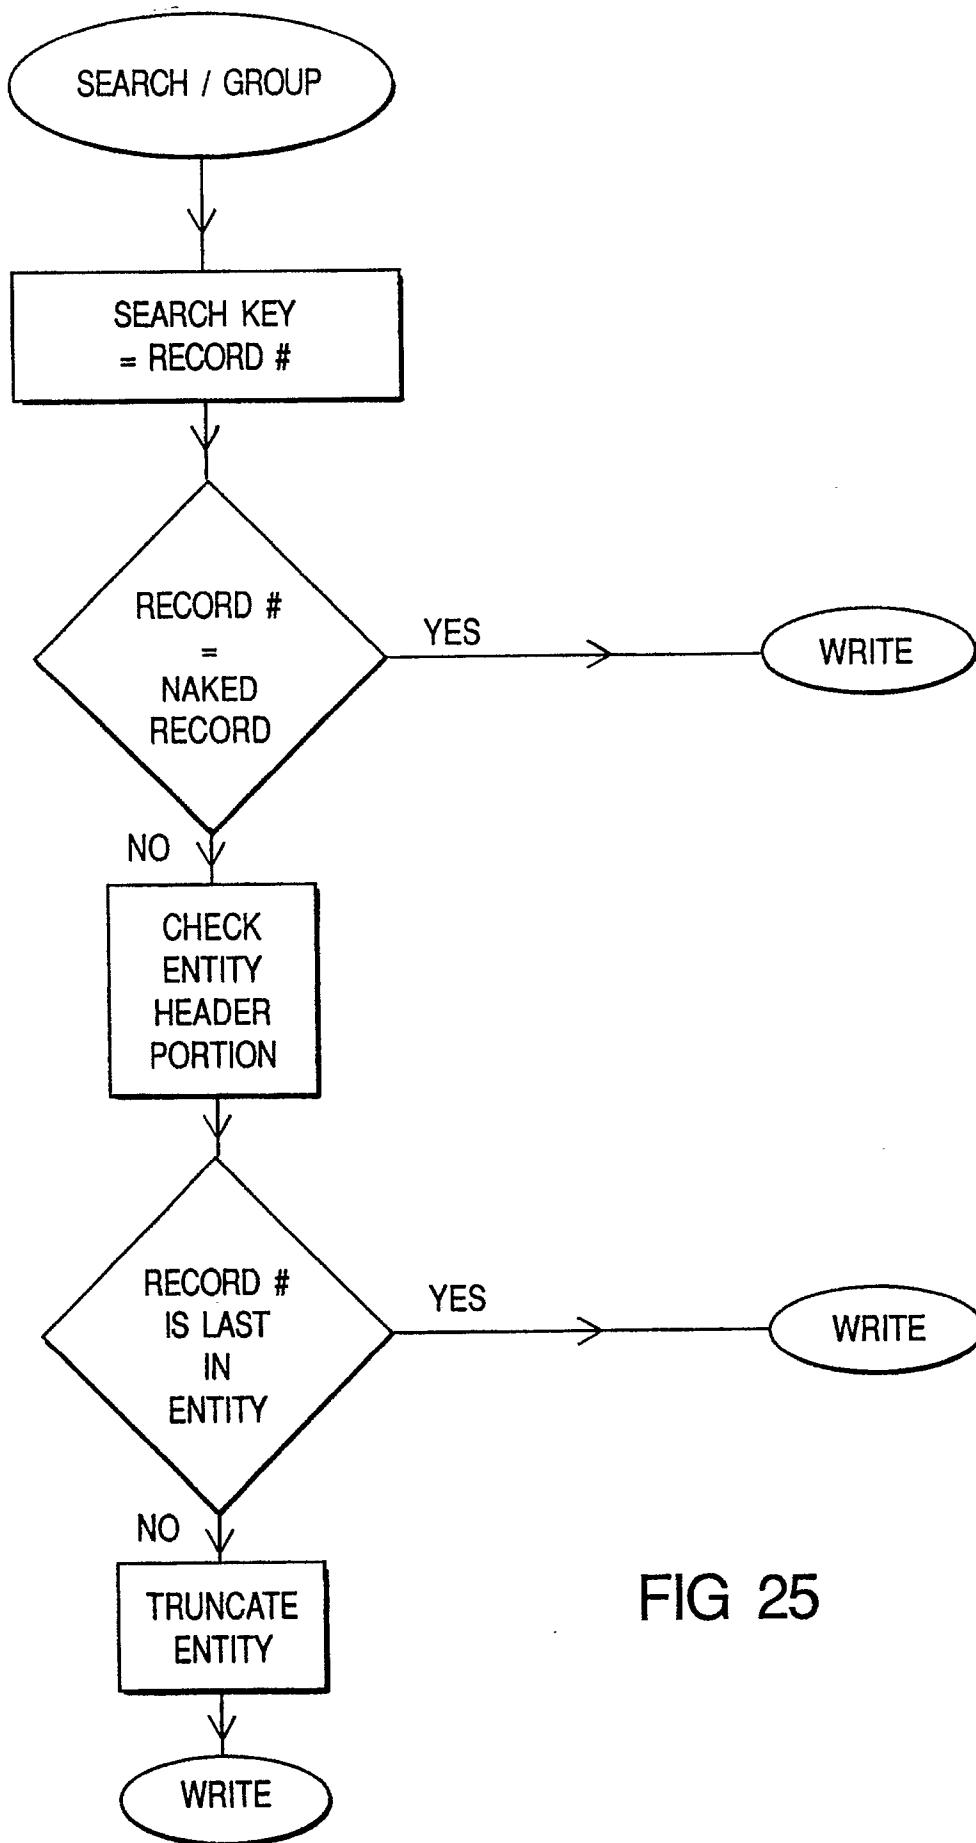 SEARCH / GROUP
SEARCH KEY
= RECORD #
RECORD #
=
NAKED
RECORD
YES
WRITE
NO
CHECK
ENTITY
HEADER
PORTION
RECORD #
IS LAST
IN
ENTITY
YES
WRITE
NO
TRUNCATE
ENTITY
WRITE
FIG 25